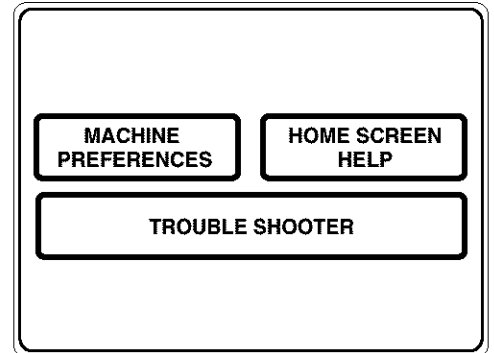 MACHINE
PREFERENCES
HOME SCREEN
HELP
TROUBLE SHOOTER